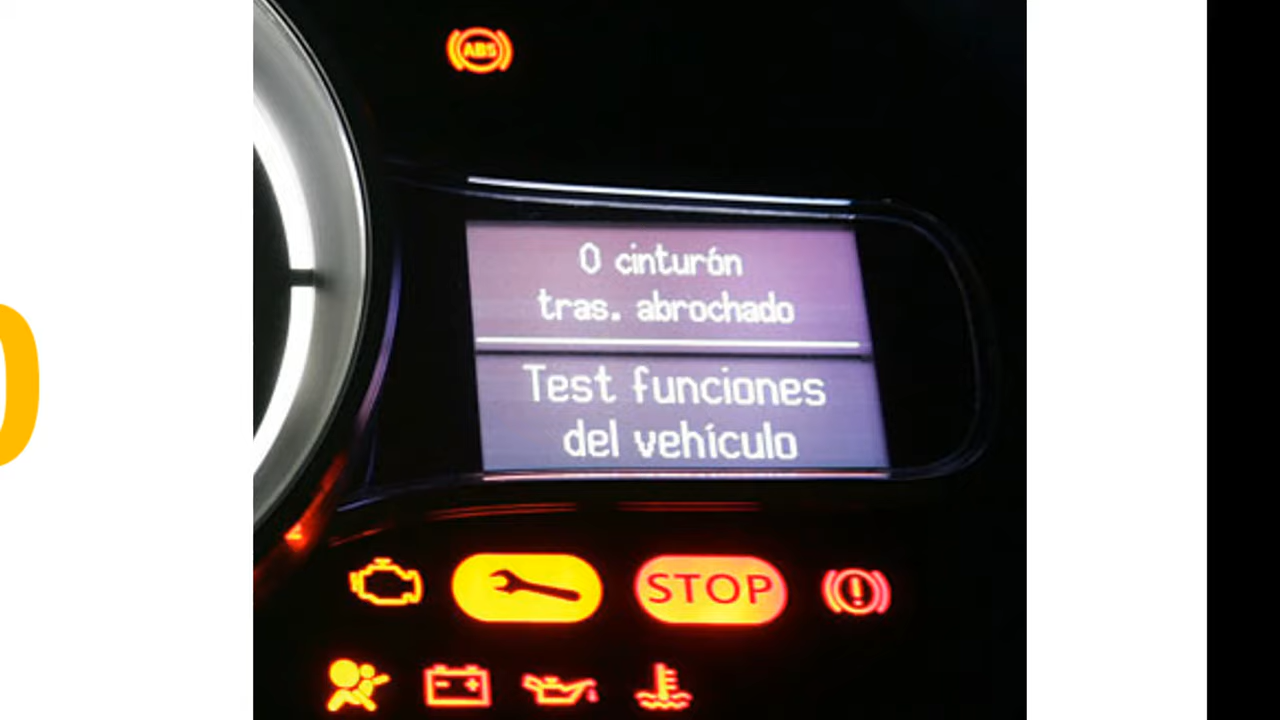 ABS
0 cinturón
tras. abrochado
Test funciones
del vehículo
STOP